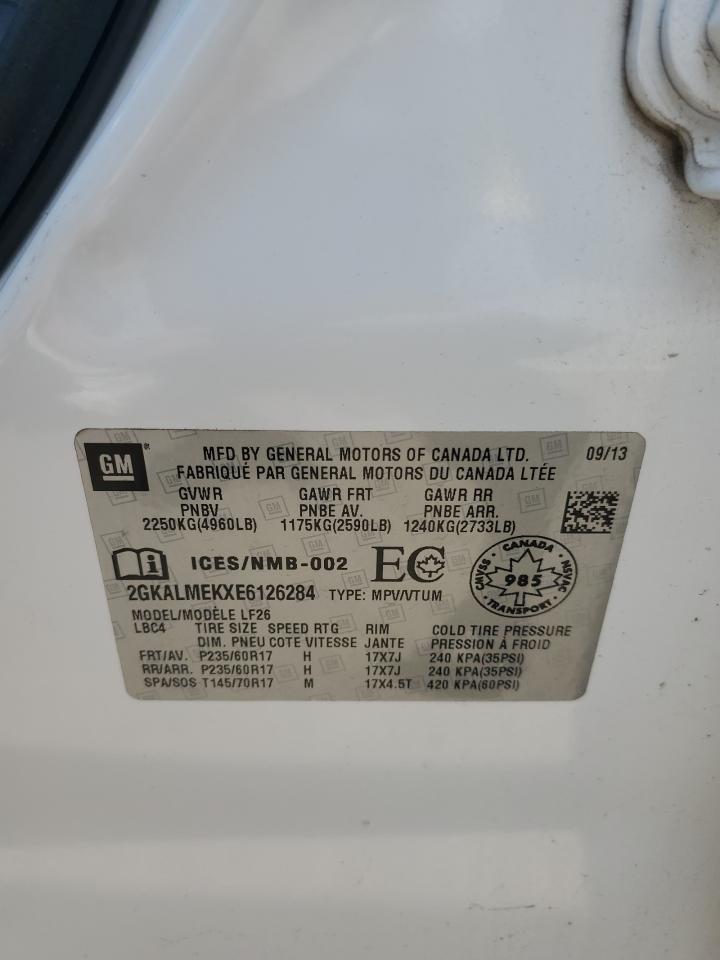 GM
MFD BY GENERAL MOTORS OF CANADA LTD. 09/13
FABRIQUÉ PAR GENERAL MOTORS DU CANADA LTÉE
GVWR GAWR FRT GAWR RR
PNBV PNBE AV. PNBE ARR.
2250KG(4960LB) 1175KG(2590LB) 1240KG(2733LB)
ICES/NMB-002 EC
CANADA
CMVSS 985 NSVAC
TRANSPORT
2GKALMEKXE6126284 TYPE: MPV/VTUM
MODEL/MODÈLE LF26
LBC4 TIRE SIZE SPEED RTG RIM COLD TIRE PRESSURE
DIM. PNEU COTE VITESSE JANTE PRESSION À FROID
FRT/AV. P235/60R17 H 17X7J 240 KPA(35PSI)
RR/ARR. P235/60R17 H 17X7J 240 KPA(35PSI)
SPA/SOS T145/70R17 M 17X4.5T 420 KPA(60PSI)